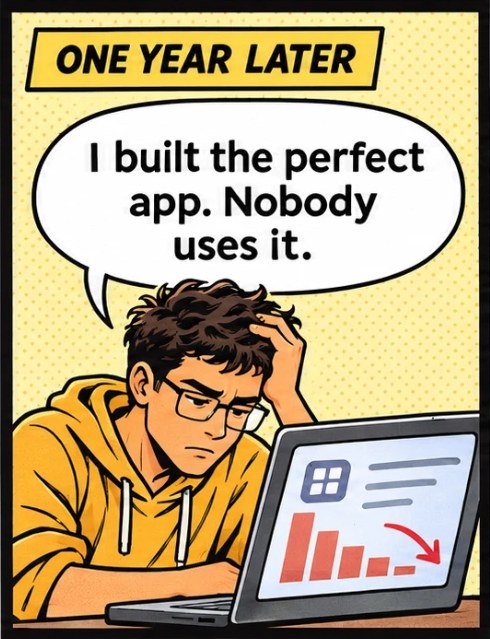 ONE YEAR LATER
I built the perfect
app. Nobody
uses it.